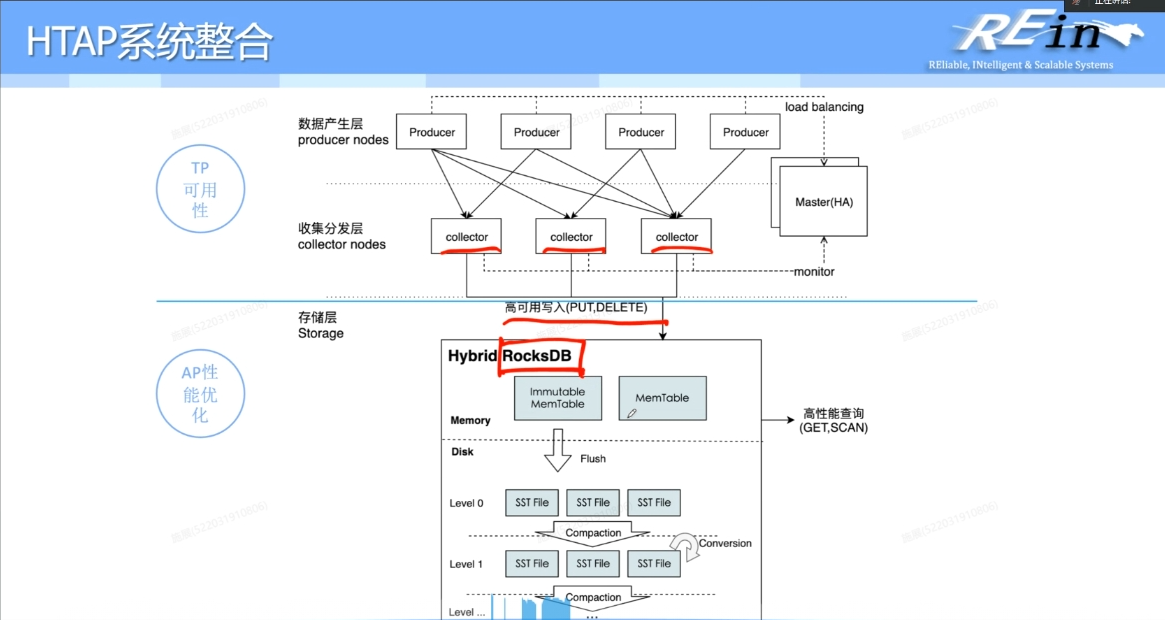 正在讲话:
HTAP系统整合
REin
REliable, INtelligent & Scalable Systems
load balancing
数据产生层
producer nodes
Producer
Producer
Producer
Producer
TP
可用
性
Master(HA)
收集分发层
collector nodes
collector
collector
collector
monitor
高可用写入(PUT,DELETE)
存储层
Storage
Hybrid RocksDB
AP性
能优
化
Immutable
MemTable
MemTable
高性能查询
(GET,SCAN)
Memory
Disk
Flush
Level 0
SST File
SST File
SST File
Compaction
Conversion
Level 1
SST File
SST File
SST File
Compaction
Level ...
...